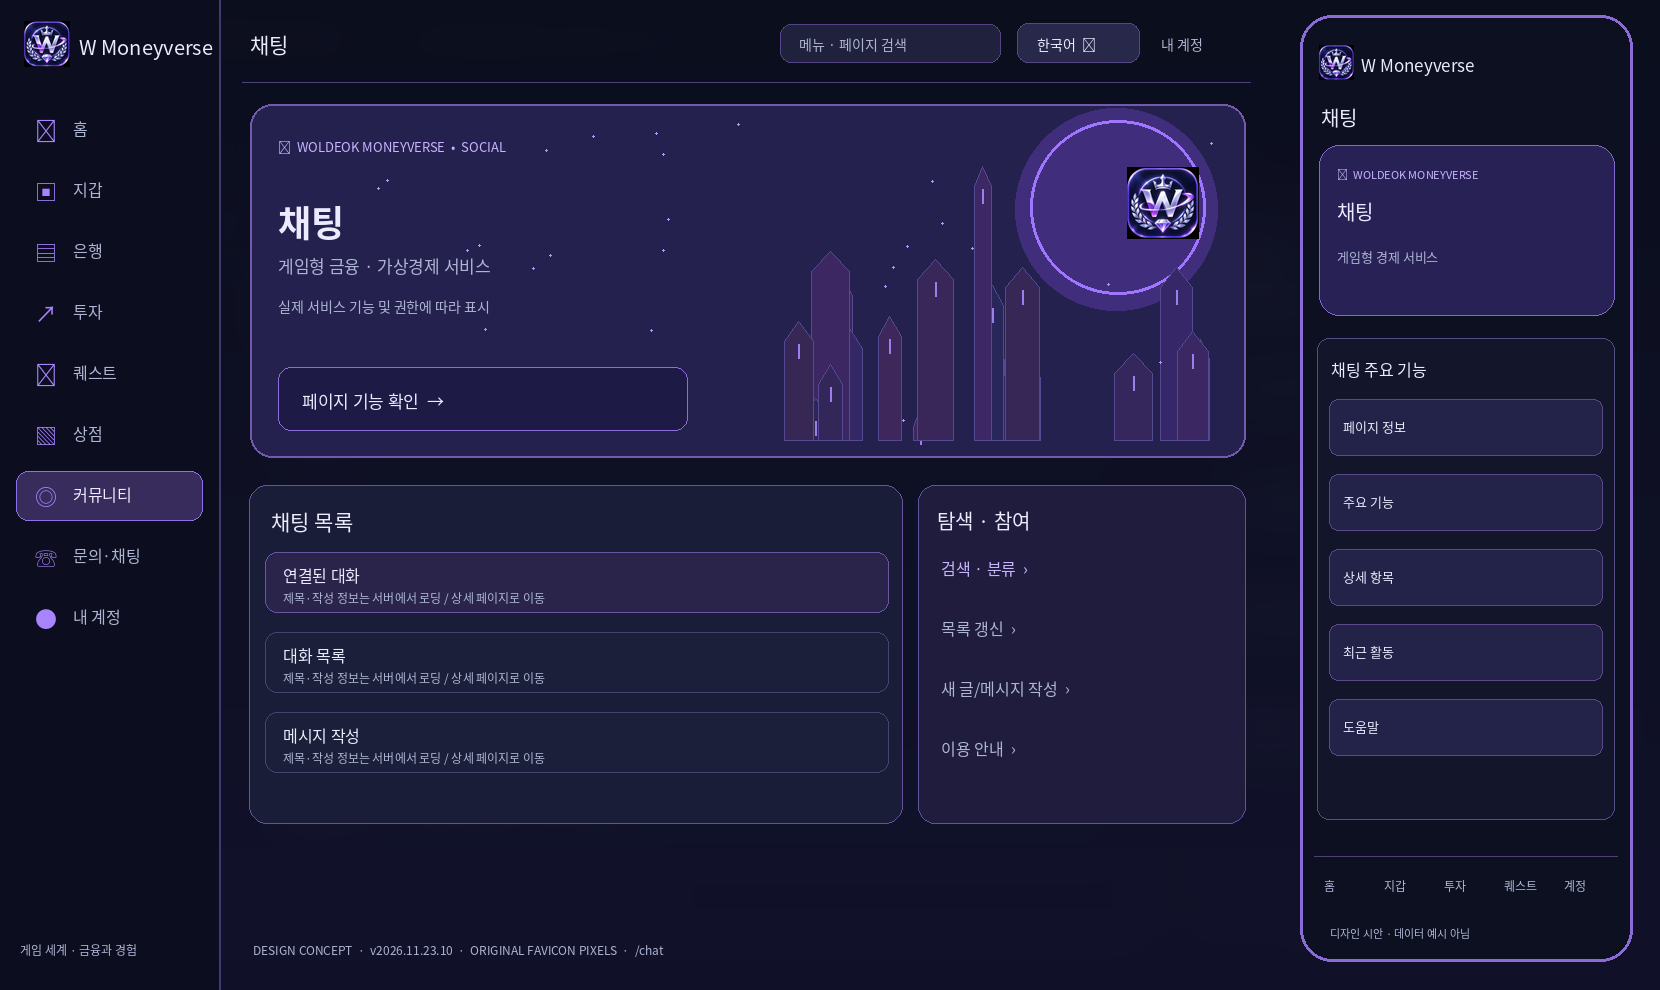 W Moneyverse
홈
지갑
은행
투자
퀘스트
상점
커뮤니티
문의·채팅
내 계정
게임 세계 · 금융과 경험
채팅
메뉴 · 페이지 검색
한국어
내 계정
WOLDEOK MONEYVERSE • SOCIAL
채팅
게임형 금융 · 가상경제 서비스
실제 서비스 기능 및 권한에 따라 표시
페이지 기능 확인 →
채팅 목록
연결된 대화
제목·작성 정보는 서버에서 로딩 / 상세 페이지로 이동
대화 목록
제목·작성 정보는 서버에서 로딩 / 상세 페이지로 이동
메시지 작성
제목·작성 정보는 서버에서 로딩 / 상세 페이지로 이동
탐색 · 참여
검색 · 분류 ›
목록 갱신 ›
새 글/메시지 작성 ›
이용 안내 ›
DESIGN CONCEPT · v2026.11.23.10 · ORIGINAL FAVICON PIXELS · /chat
W Moneyverse
채팅
WOLDEOK MONEYVERSE
채팅
게임형 경제 서비스
채팅 주요 기능
페이지 정보
주요 기능
상세 항목
최근 활동
도움말
홈 지갑 투자 퀘스트 계정
디자인 시안 · 데이터 예시 아님